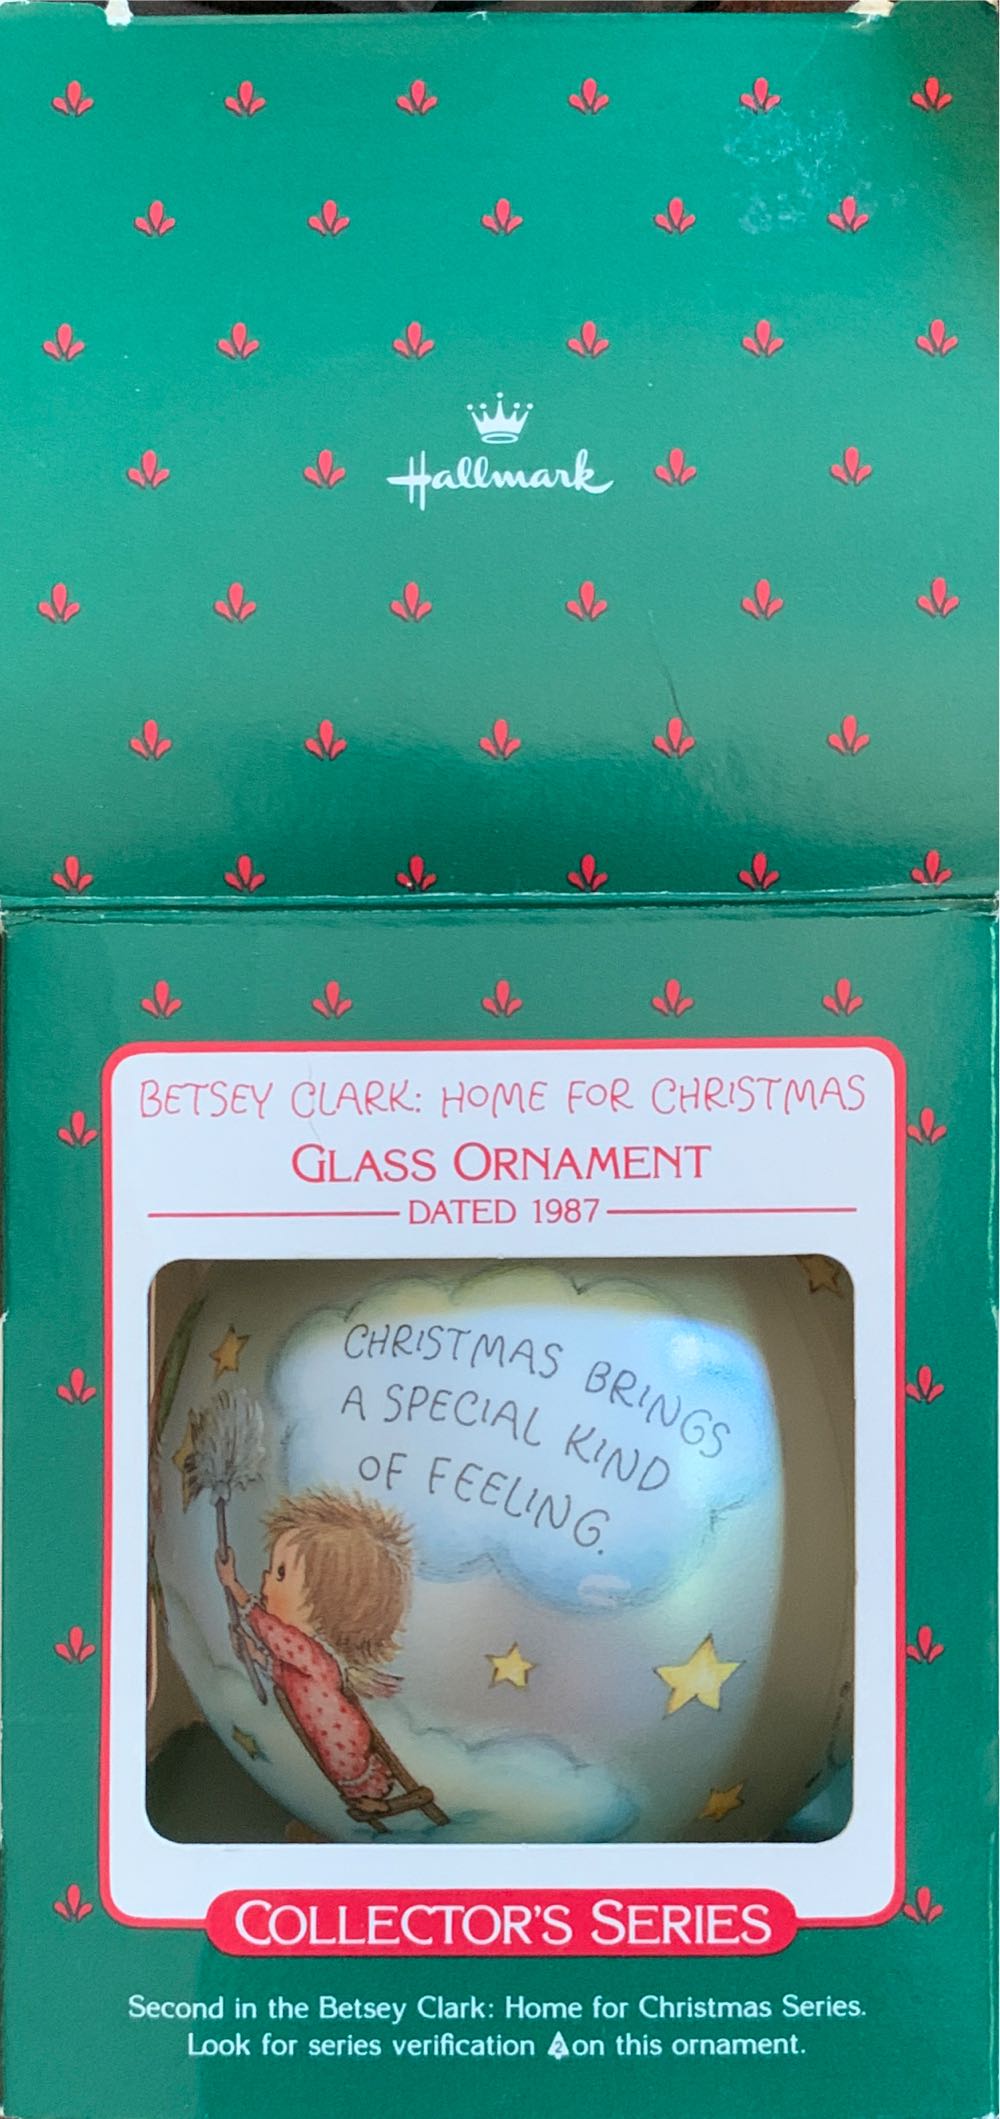 Hallmark
BETSEY CLARK: HOME FOR CHRISTMAS
GLASS ORNAMENT
DATED 1987
CHRISTMAS BRINGS
A SPECIAL KIND
OF FEELING.
COLLECTOR'S SERIES
Second in the Betsey Clark: Home for Christmas Series.
Look for series verification 2 on this ornament.